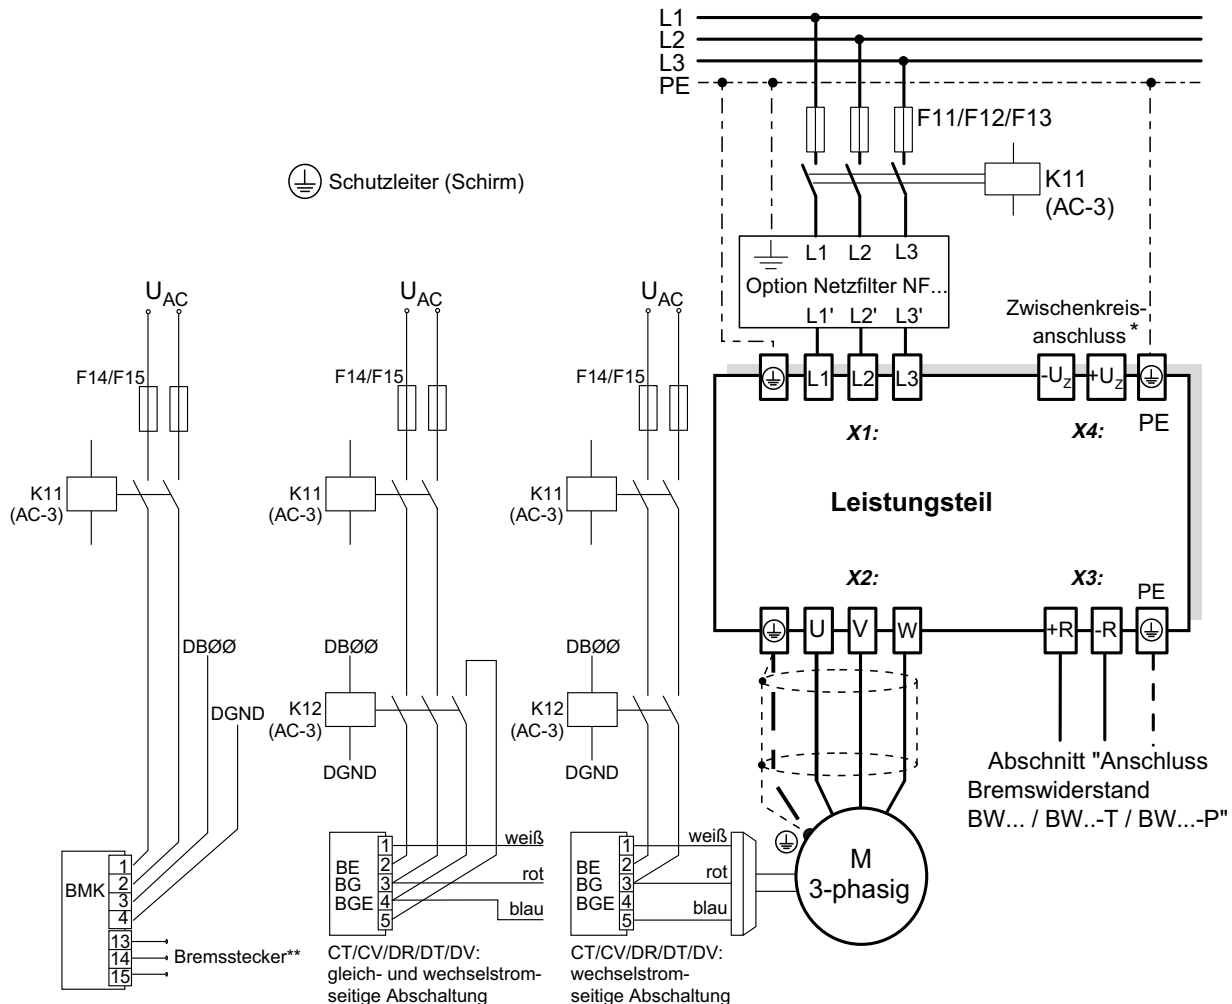 L1
L2
L3
PE
F11/F12/F13
Schutzleiter (Schirm)
K11
(AC-3)
L1 L2 L3
Option Netzfilter NF...
L1' L2' L3'
Zwischenkreis-
anschluss *
UAC
UAC
UAC
F14/F15
F14/F15
F14/F15
L1 L2 L3
-UZ +UZ
X1:
X4:
PE
K11
(AC-3)
K11
(AC-3)
K11
(AC-3)
Leistungsteil
X2:
X3:
PE
U V W
+R -R
DBØØ
DBØØ
DBØØ
DGND
K12
(AC-3)
K12
(AC-3)
DGND
DGND
Abschnitt "Anschluss
Bremswiderstand
BW... / BW..-T / BW...-P"
BMK
1
2
3
4
13
14
15
Bremsstecker**
BE
BG
BGE
1
2
3
4
5
weiß
rot
blau
CT/CV/DR/DT/DV:
gleich- und wechselstrom-
seitige Abschaltung
BE
BG
BGE
1
2
3
4
5
weiß
rot
blau
CT/CV/DR/DT/DV:
wechselstrom-
seitige Abschaltung
M
3-phasig